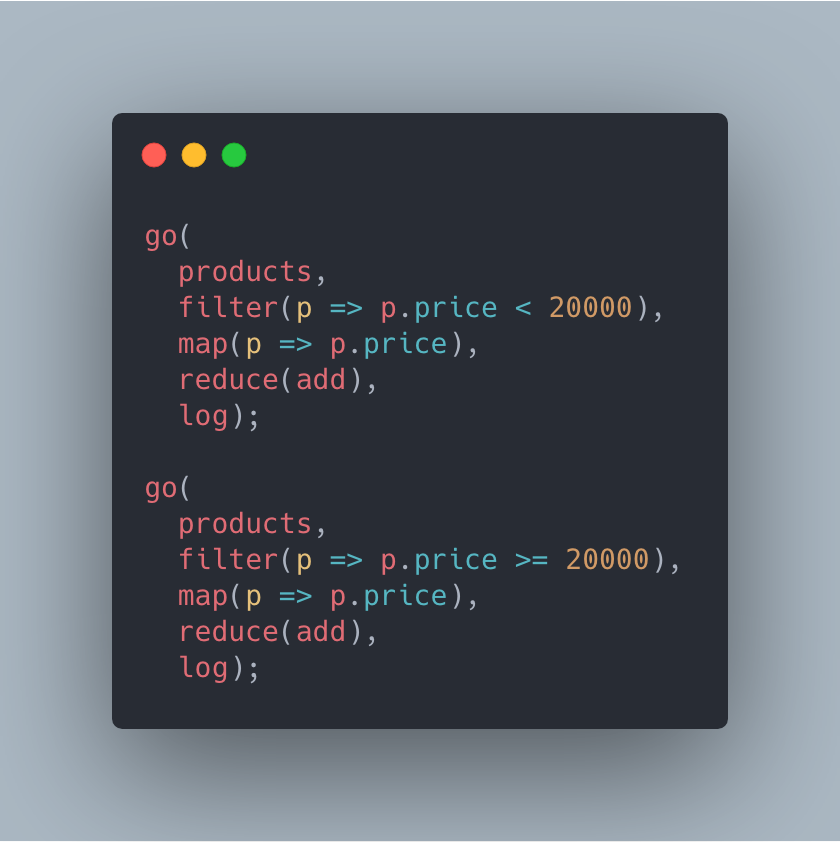 go(
  products,
  filter(p => p.price < 20000),
  map(p => p.price),
  reduce(add),
  log);

go(
  products,
  filter(p => p.price >= 20000),
  map(p => p.price),
  reduce(add),
  log);